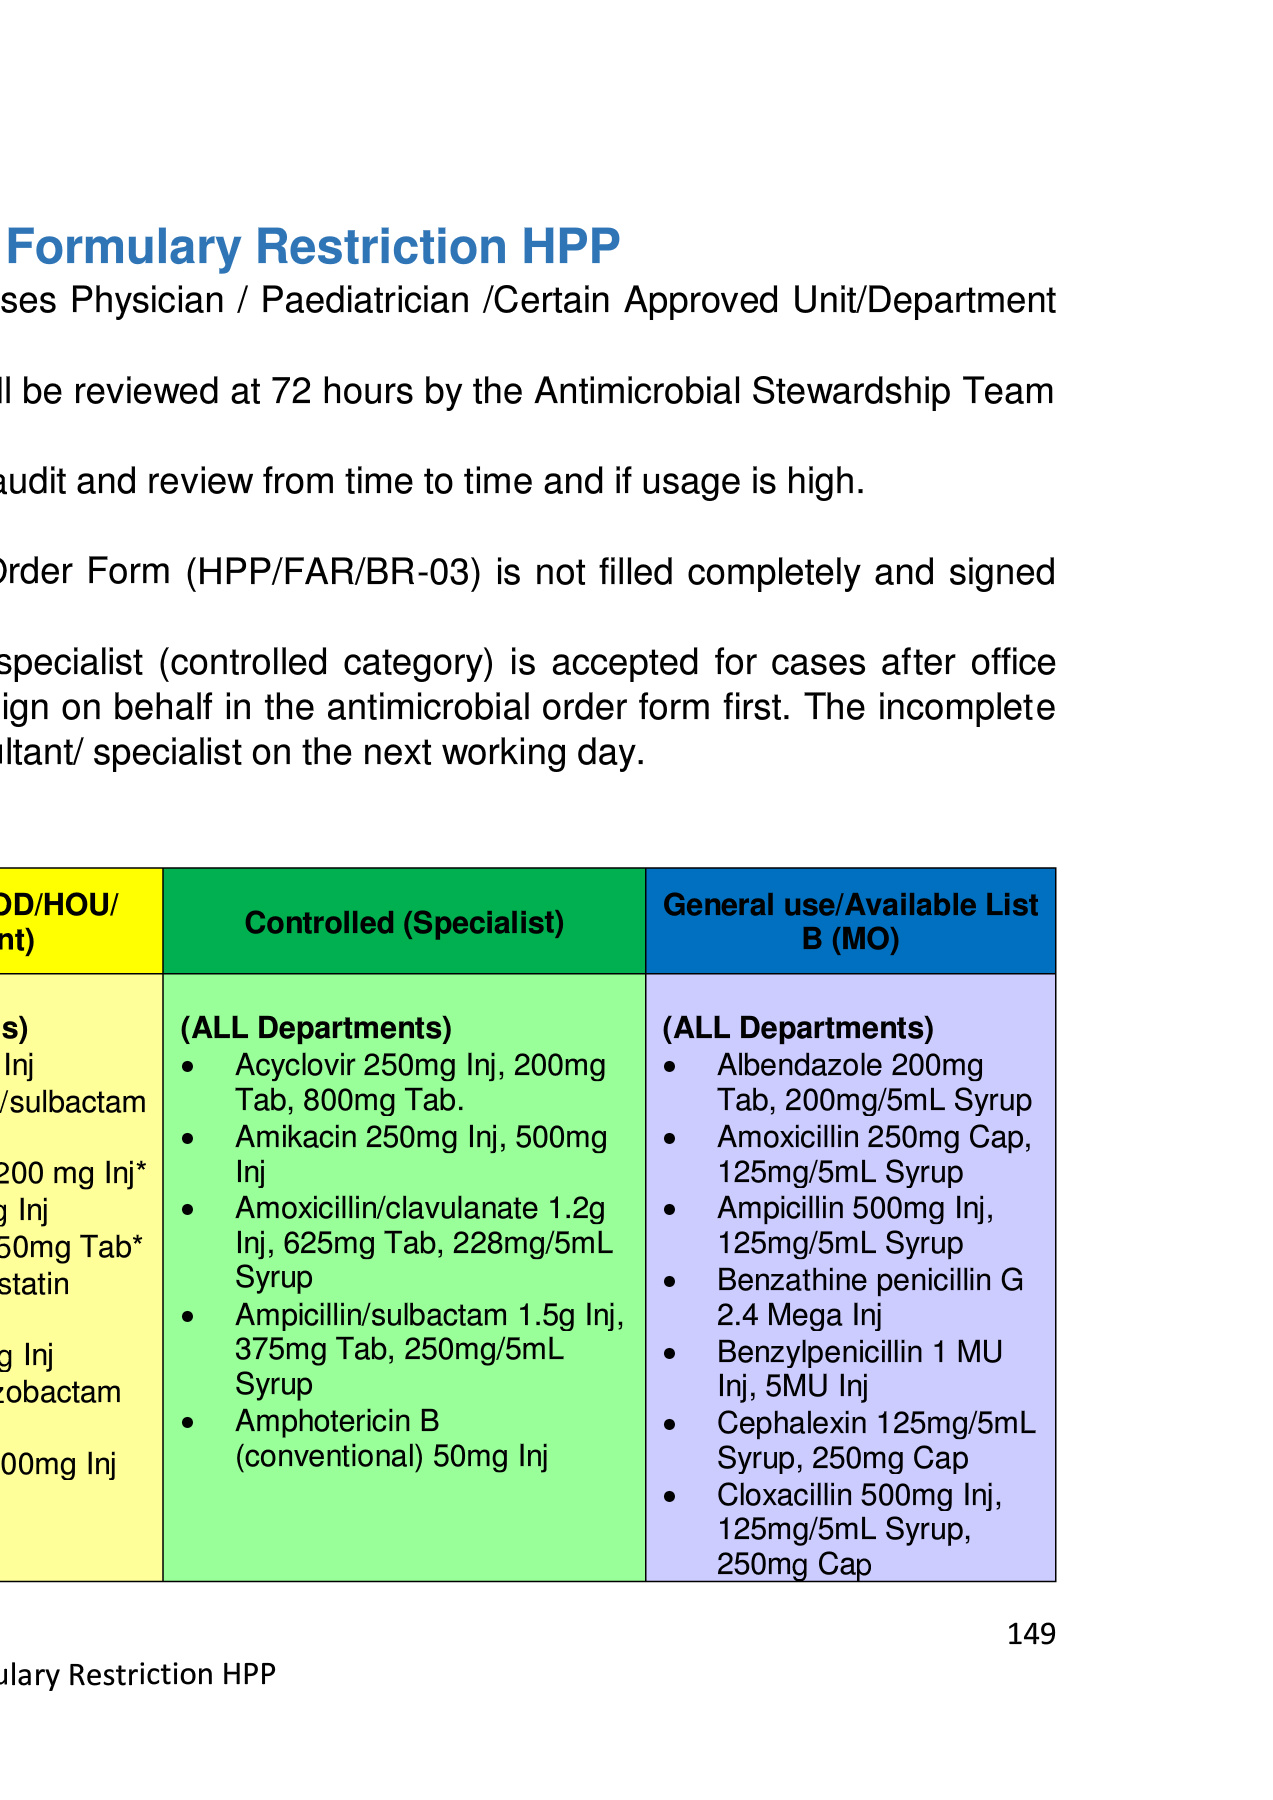 Formulary Restriction HPP
ses Physician / Paediatrician /Certain Approved Unit/Department
ll be reviewed at 72 hours by the Antimicrobial Stewardship Team
audit and review from time to time and if usage is high.
Order Form (HPP/FAR/BR-03) is not filled completely and signed
specialist (controlled category) is accepted for cases after office
ign on behalf in the antimicrobial order form first. The incomplete
ultant/ specialist on the next working day.
OD/HOU/
nt)
s)
Inj
/sulbactam
200 mg Inj*
g Inj
50mg Tab*
statin
g Inj
zobactam
00mg Inj
Controlled (Specialist)
(ALL Departments)
• Acyclovir 250mg Inj, 200mg
Tab, 800mg Tab.
• Amikacin 250mg Inj, 500mg
Inj
• Amoxicillin/clavulanate 1.2g
Inj, 625mg Tab, 228mg/5mL
Syrup
• Ampicillin/sulbactam 1.5g Inj,
375mg Tab, 250mg/5mL
Syrup
• Amphotericin B
(conventional) 50mg Inj
General use/Available List
B (MO)
(ALL Departments)
• Albendazole 200mg
Tab, 200mg/5mL Syrup
• Amoxicillin 250mg Cap,
125mg/5mL Syrup
• Ampicillin 500mg Inj,
125mg/5mL Syrup
• Benzathine penicillin G
2.4 Mega Inj
• Benzylpenicillin 1 MU
Inj, 5MU Inj
• Cephalexin 125mg/5mL
Syrup, 250mg Cap
• Cloxacillin 500mg Inj,
125mg/5mL Syrup,
250mg Cap
149
ulary Restriction HPP